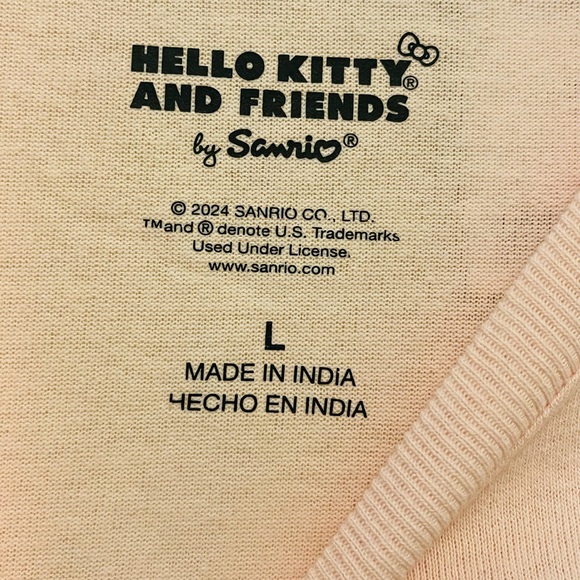 HELLO KITTY®
AND FRIENDS
by Sanrio®
© 2024 SANRIO CO., LTD.
™and ® denote U.S. Trademarks
Used Under License.
www.sanrio.com
L
MADE IN INDIA
HECHO EN INDIA